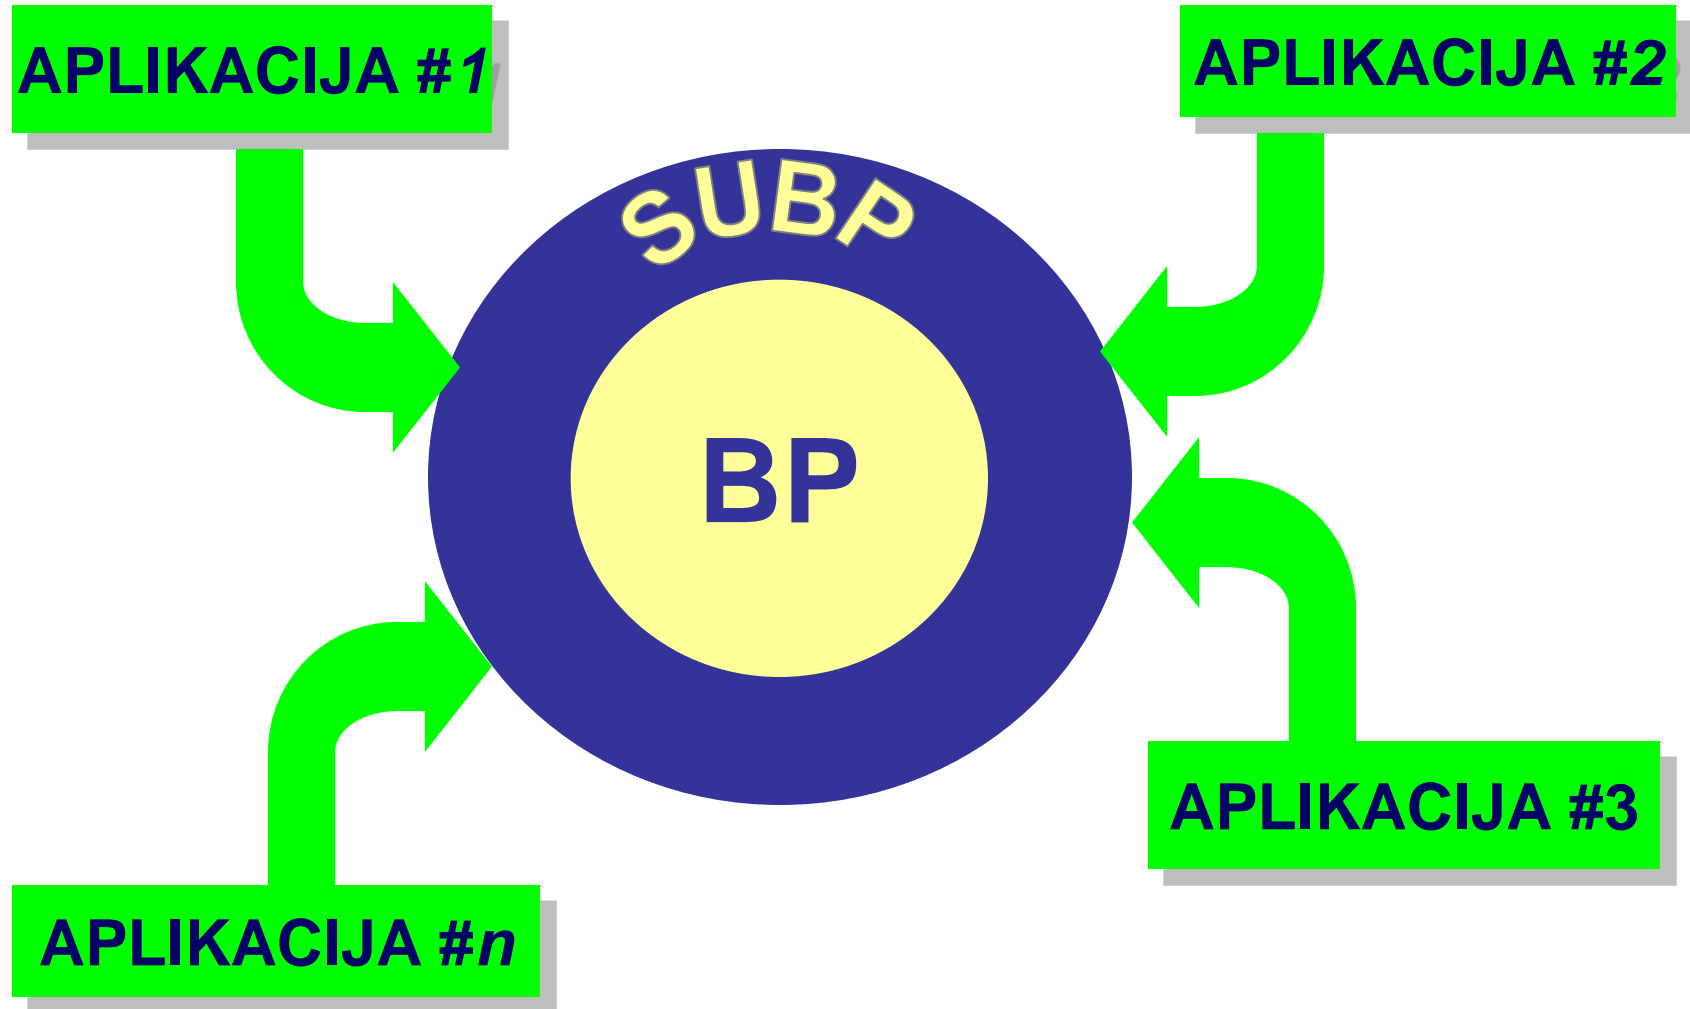 APLIKACIJA #1
APLIKACIJA #2
SUBP
BP
APLIKACIJA #3
APLIKACIJA #n